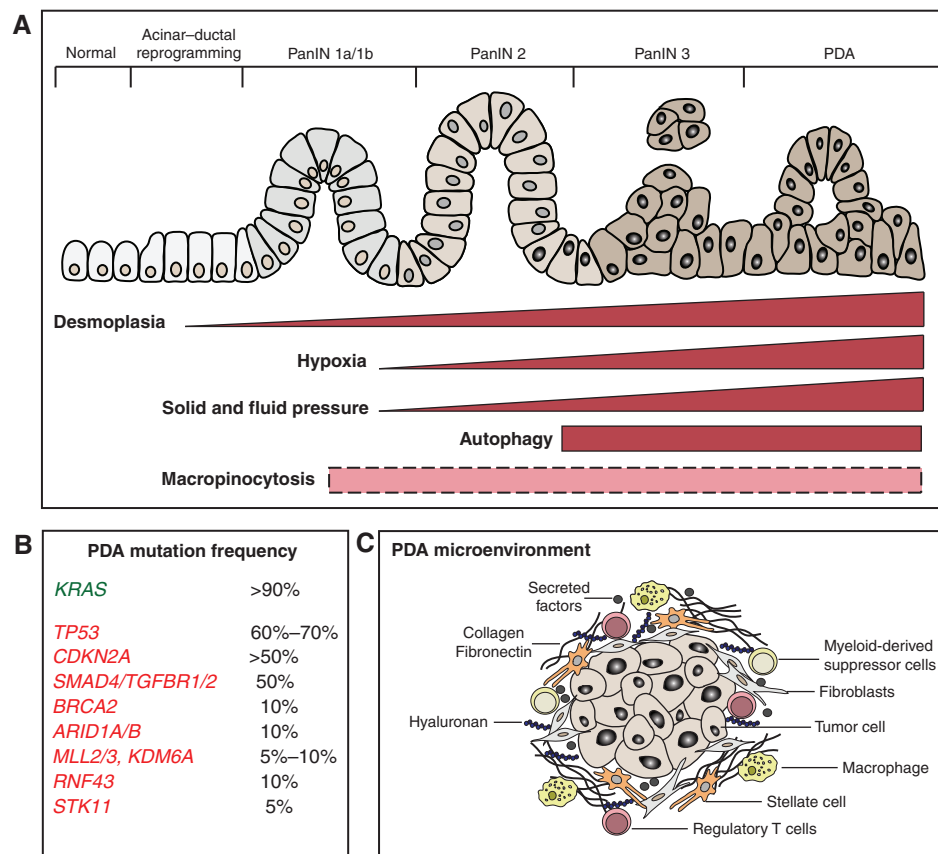 A
Normal
Acinar–ductal
reprogramming
PanIN 1a/1b
PanIN 2
PanIN 3
PDA
Desmoplasia
Hypoxia
Solid and fluid pressure
Autophagy
Macropinocytosis
B
PDA mutation frequency
KRAS >90%
TP53 60%–70%
CDKN2A >50%
SMAD4/TGFBR1/2 50%
BRCA2 10%
ARID1A/B 10%
MLL2/3, KDM6A 5%–10%
RNF43 10%
STK11 5%
C
PDA microenvironment
Secreted
factors
Collagen
Fibronectin
Hyaluronan
Myeloid-derived
suppressor cells
Fibroblasts
Tumor cell
Macrophage
Stellate cell
Regulatory T cells